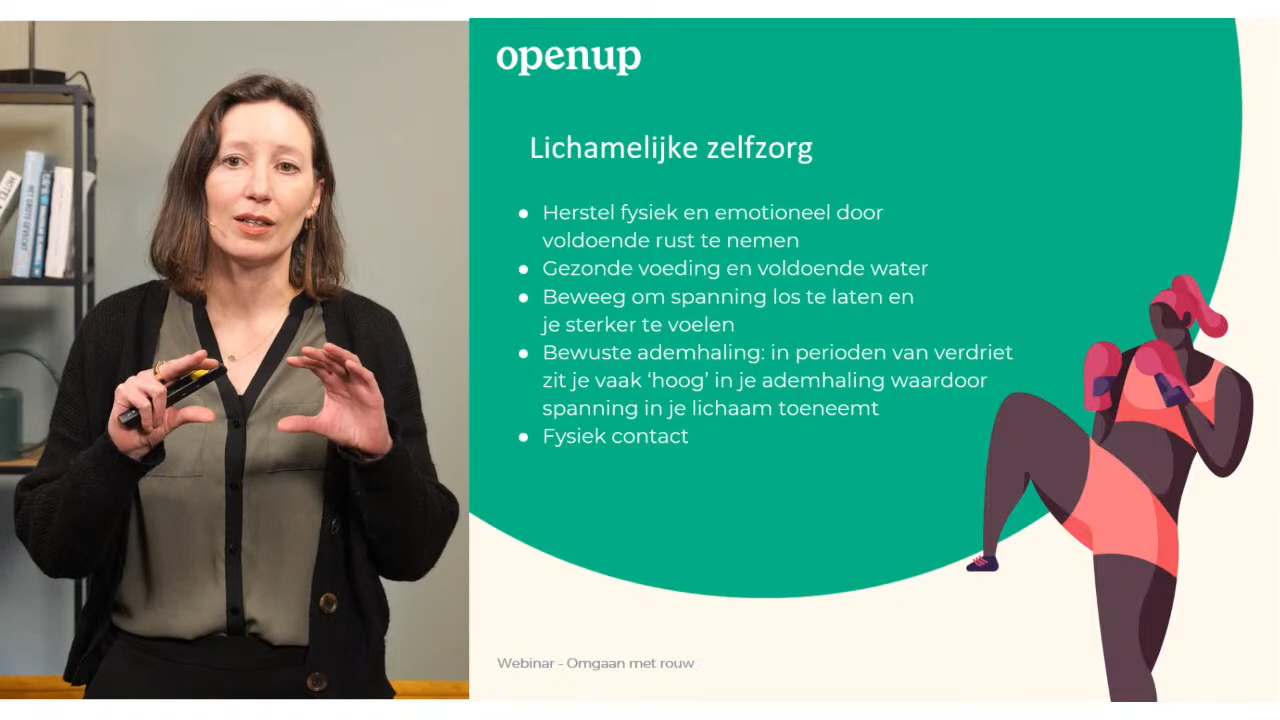 openup
Lichamelijke zelfzorg
● Herstel fysiek en emotioneel door
voldoende rust te nemen
● Gezonde voeding en voldoende water
● Beweeg om spanning los te laten en
je sterker te voelen
● Bewuste ademhaling: in perioden van verdriet
zit je vaak ‘hoog’ in je ademhaling waardoor
spanning in je lichaam toeneemt
● Fysiek contact
Webinar - Omgaan met rouw